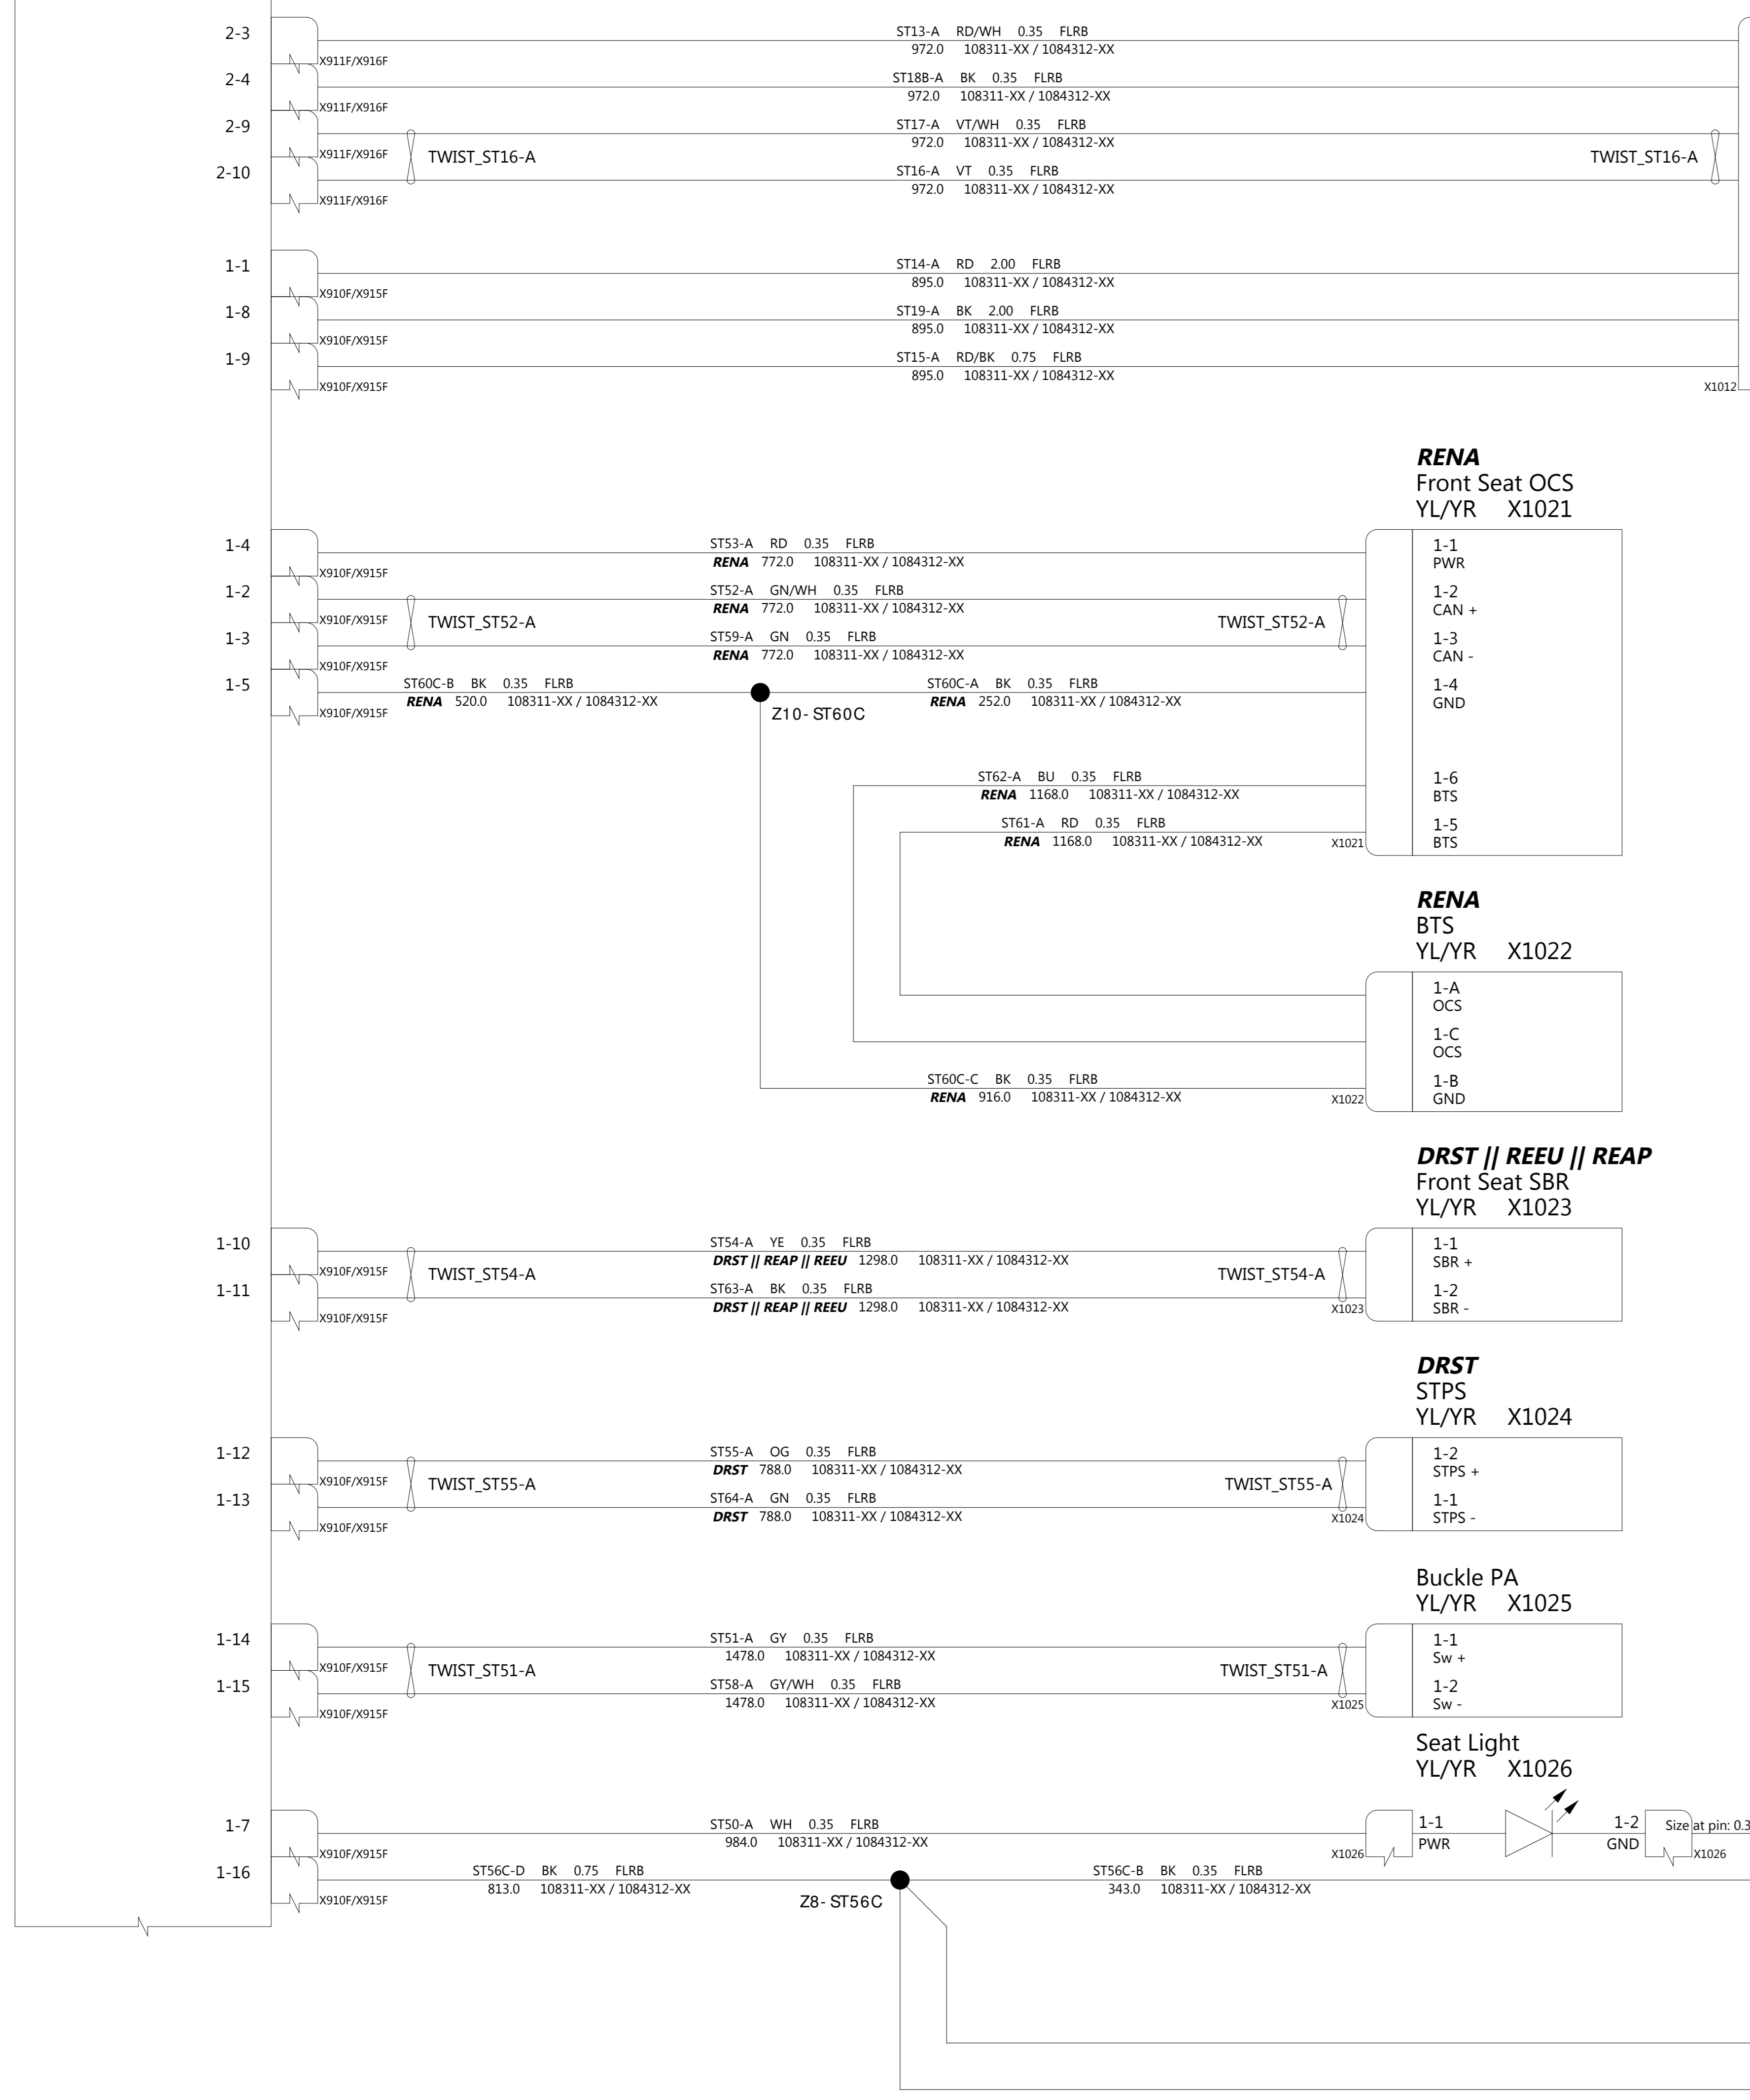 2-3
ST13-A RD/WH 0.35 FLRB
972.0 108311-XX / 1084312-XX
X911F/X916F
2-4
ST18B-A BK 0.35 FLRB
972.0 108311-XX / 1084312-XX
X911F/X916F
2-9
ST17-A VT/WH 0.35 FLRB
972.0 108311-XX / 1084312-XX
X911F/X916F
TWIST_ST16-A
TWIST_ST16-A
2-10
ST16-A VT 0.35 FLRB
972.0 108311-XX / 1084312-XX
X911F/X916F
1-1
ST14-A RD 2.00 FLRB
895.0 108311-XX / 1084312-XX
X910F/X915F
1-8
ST19-A BK 2.00 FLRB
895.0 108311-XX / 1084312-XX
X910F/X915F
1-9
ST15-A RD/BK 0.75 FLRB
895.0 108311-XX / 1084312-XX
X910F/X915F
X1012
RENA
Front Seat OCS
YL/YR X1021
1-4
ST53-A RD 0.35 FLRB
RENA 772.0 108311-XX / 1084312-XX
X910F/X915F
1-1
PWR
1-2
ST52-A GN/WH 0.35 FLRB
RENA 772.0 108311-XX / 1084312-XX
X910F/X915F
1-2
CAN +
TWIST_ST52-A
TWIST_ST52-A
1-3
ST59-A GN 0.35 FLRB
RENA 772.0 108311-XX / 1084312-XX
X910F/X915F
1-3
CAN -
1-5
ST60C-B BK 0.35 FLRB
RENA 520.0 108311-XX / 1084312-XX
X910F/X915F
Z10-ST60C
ST60C-A BK 0.35 FLRB
RENA 252.0 108311-XX / 1084312-XX
1-4
GND
ST62-A BU 0.35 FLRB
RENA 1168.0 108311-XX / 1084312-XX
1-6
BTS
ST61-A RD 0.35 FLRB
RENA 1168.0 108311-XX / 1084312-XX
X1021
1-5
BTS
RENA
BTS
YL/YR X1022
1-A
OCS
1-C
OCS
ST60C-C BK 0.35 FLRB
RENA 916.0 108311-XX / 1084312-XX
X1022
1-B
GND
DRST || REEU || REAP
Front Seat SBR
YL/YR X1023
1-10
ST54-A YE 0.35 FLRB
DRST || REAP || REEU 1298.0 108311-XX / 1084312-XX
X910F/X915F
1-1
SBR +
TWIST_ST54-A
TWIST_ST54-A
1-11
ST63-A BK 0.35 FLRB
DRST || REAP || REEU 1298.0 108311-XX / 1084312-XX
X910F/X915F
X1023
1-2
SBR -
DRST
STPS
YL/YR X1024
1-12
ST55-A OG 0.35 FLRB
DRST 788.0 108311-XX / 1084312-XX
X910F/X915F
1-2
STPS +
TWIST_ST55-A
TWIST_ST55-A
1-13
ST64-A GN 0.35 FLRB
DRST 788.0 108311-XX / 1084312-XX
X910F/X915F
X1024
1-1
STPS -
Buckle PA
YL/YR X1025
1-14
ST51-A GY 0.35 FLRB
1478.0 108311-XX / 1084312-XX
X910F/X915F
1-1
Sw +
TWIST_ST51-A
TWIST_ST51-A
1-15
ST58-A GY/WH 0.35 FLRB
1478.0 108311-XX / 1084312-XX
X910F/X915F
X1025
1-2
Sw -
Seat Light
YL/YR X1026
1-7
ST50-A WH 0.35 FLRB
984.0 108311-XX / 1084312-XX
X910F/X915F
X1026
1-1
PWR
1-2
GND
Size at pin: 0.3
X1026
1-16
ST56C-D BK 0.75 FLRB
813.0 108311-XX / 1084312-XX
X910F/X915F
Z8-ST56C
ST56C-B BK 0.35 FLRB
343.0 108311-XX / 1084312-XX